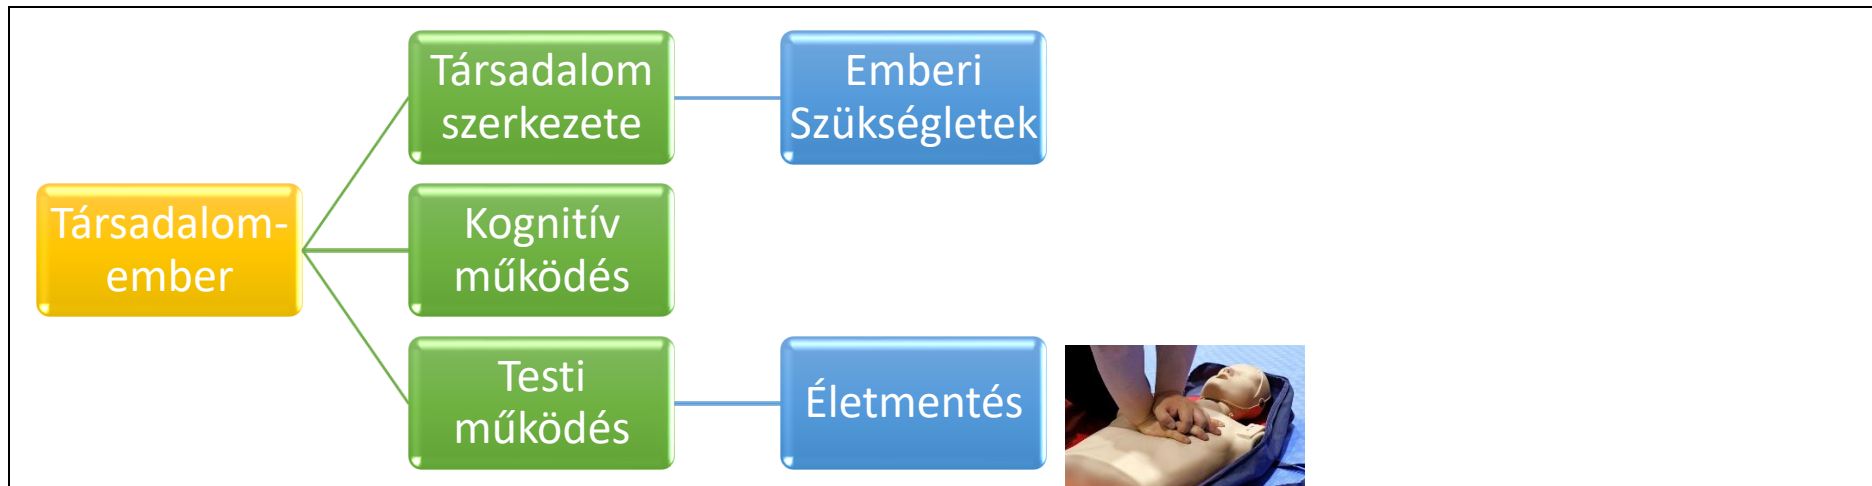 Társadalom
szerkezete
Emberi
Szükségletek
Társadalom-
ember
Kognitív
működés
Testi
működés
Életmentés